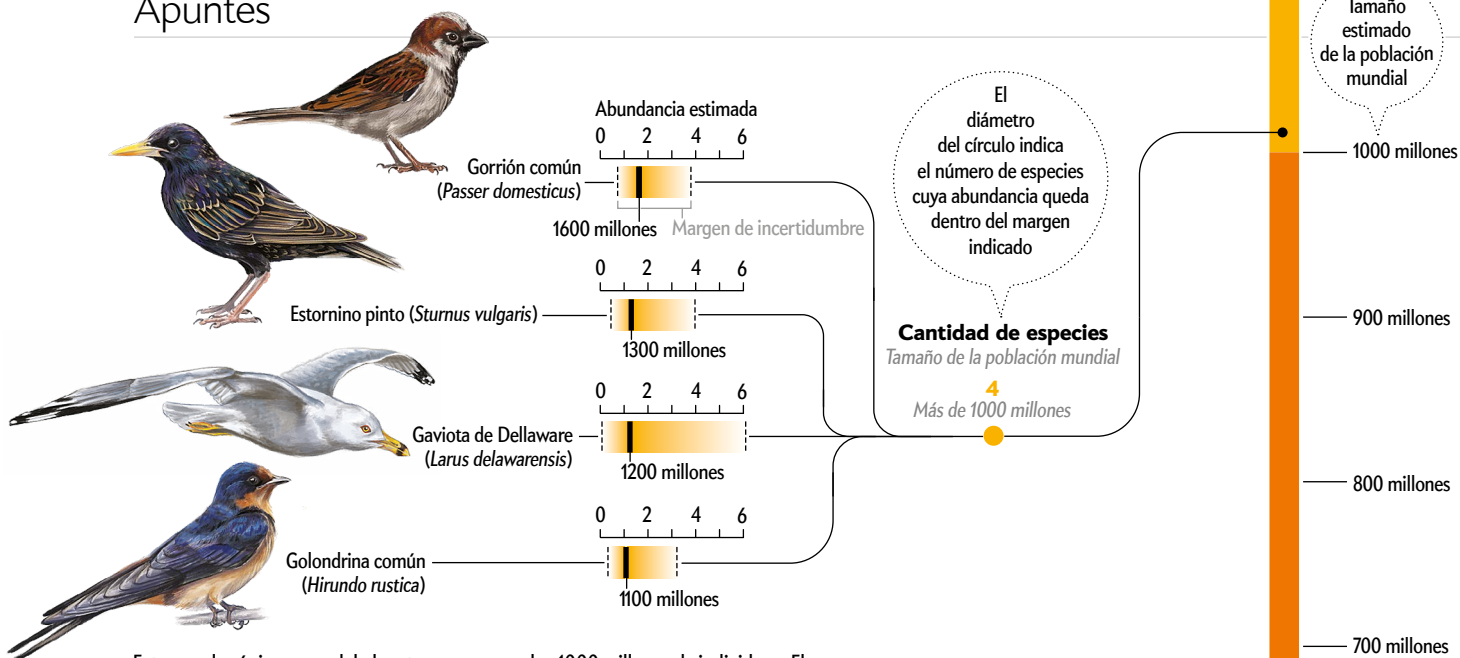 Apuntes
Tamaño
estimado
de la población
mundial
Abundancia estimada
0 2 4 6
Gorrión común
(Passer domesticus)
1600 millones
Margen de incertidumbre
0 2 4 6
Estornino pinto (Sturnus vulgaris)
1300 millones
0 2 4 6
Gaviota de Dellaware
(Larus delawarensis)
1200 millones
0 2 4 6
Golondrina común
(Hirundo rustica)
1100 millones
El
diámetro
del círculo indica
el número de especies
cuya abundancia queda
dentro del margen
indicado
Cantidad de especies
Tamaño de la población mundial
4
Más de 1000 millones
1000 millones
900 millones
800 millones
700 millones